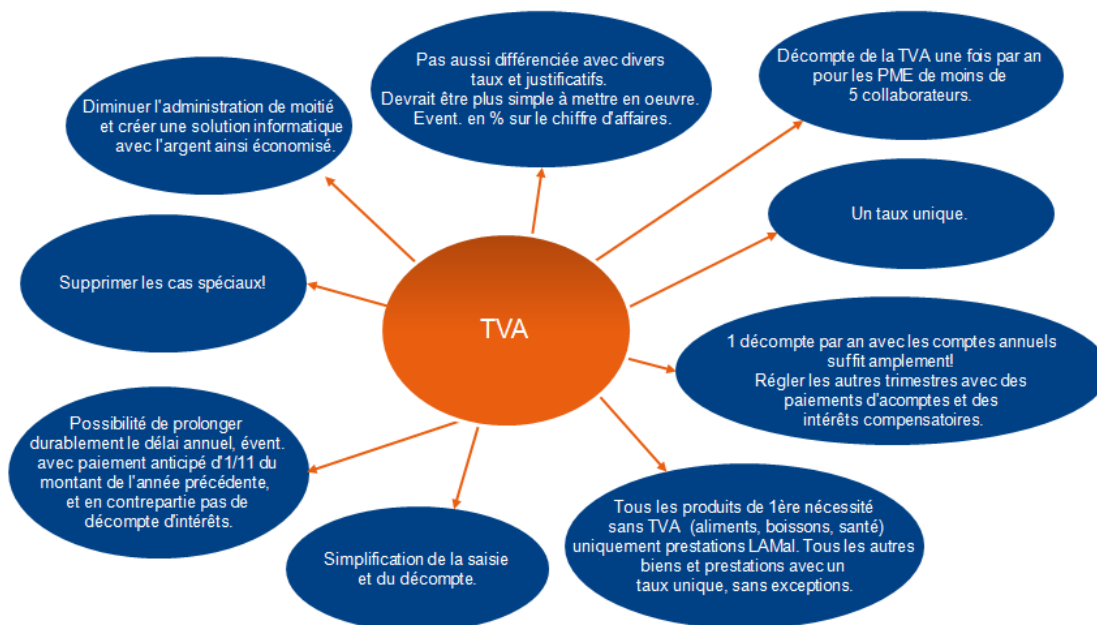 Pas aussi différenciée avec divers
taux et justificatifs.
Devrait être plus simple à mettre en oeuvre.
Event. en % sur le chiffre d'affaires.
Décompte de la TVA une fois par an
pour les PME de moins de
5 collaborateurs.
Diminuer l'administration de moitié
et créer une solution informatique
avec l'argent ainsi économisé.
Un taux unique.
Supprimer les cas spéciaux!
TVA
1 décompte par an avec les comptes annuels
suffit amplement!
Régler les autres trimestres avec des
paiements d'acomptes et des
intérêts compensatoires.
Possibilité de prolonger
durablement le délai annuel, évent.
avec paiement anticipé d'1/11 du
montant de l'année précédente,
et en contrepartie pas de
décompte d'intérêts.
Simplification de la saisie
et du décompte.
Tous les produits de 1ère nécessité
sans TVA (aliments, boissons, santé)
uniquement prestations LAMal. Tous les autres
biens et prestations avec un
taux unique, sans exceptions.